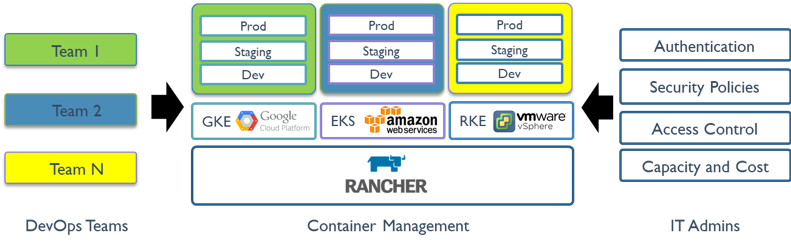 Team 1
Team 2
Team N
DevOps Teams
Prod
Staging
Dev
Prod
Staging
Dev
Prod
Staging
Dev
GKE Google
Cloud Platform
EKS amazon
web services
RKE vmware
vSphere
RANCHER
Container Management
Authentication
Security Policies
Access Control
Capacity and Cost
IT Admins